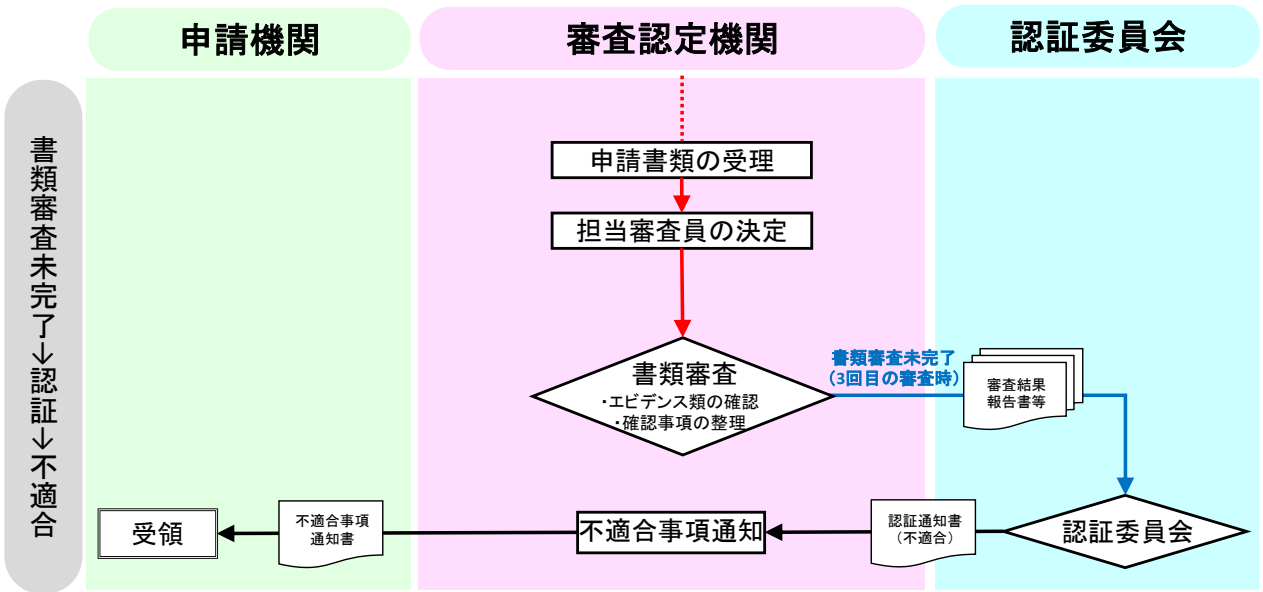 申請機関
審査認定機関
認証委員会
書類審査未完了→認証→不適合
申請書類の受理
担当審査員の決定
書類審査
・エビデンス類の確認
・確認事項の整理
書類審査未完了
（3回目の審査時）
審査結果
報告書等
受領
不適合事項
通知書
不適合事項通知
認証通知書
（不適合）
認証委員会